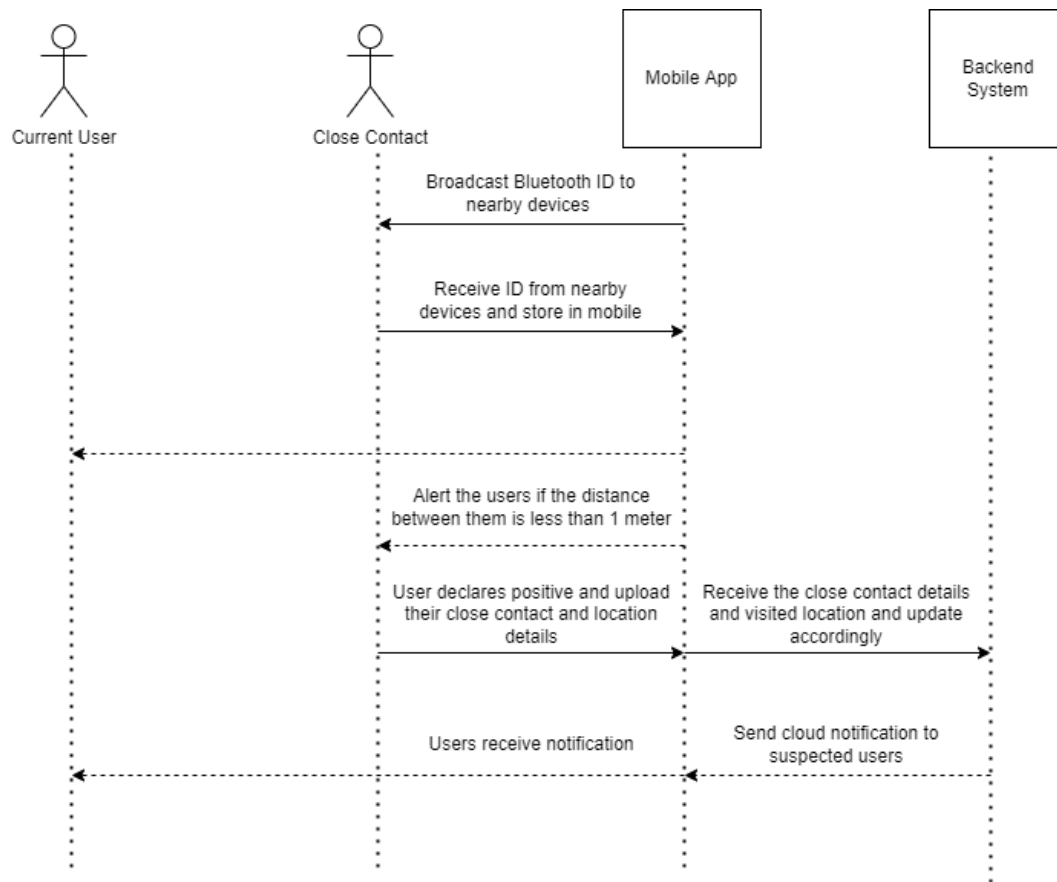 Current User
Close Contact
Mobile App
Backend
System
Broadcast Bluetooth ID to
nearby devices
Receive ID from nearby
devices and store in mobile
Alert the users if the distance
between them is less than 1 meter
User declares positive and upload
their close contact and location
details
Receive the close contact details
and visited location and update
accordingly
Users receive notification
Send cloud notification to
suspected users